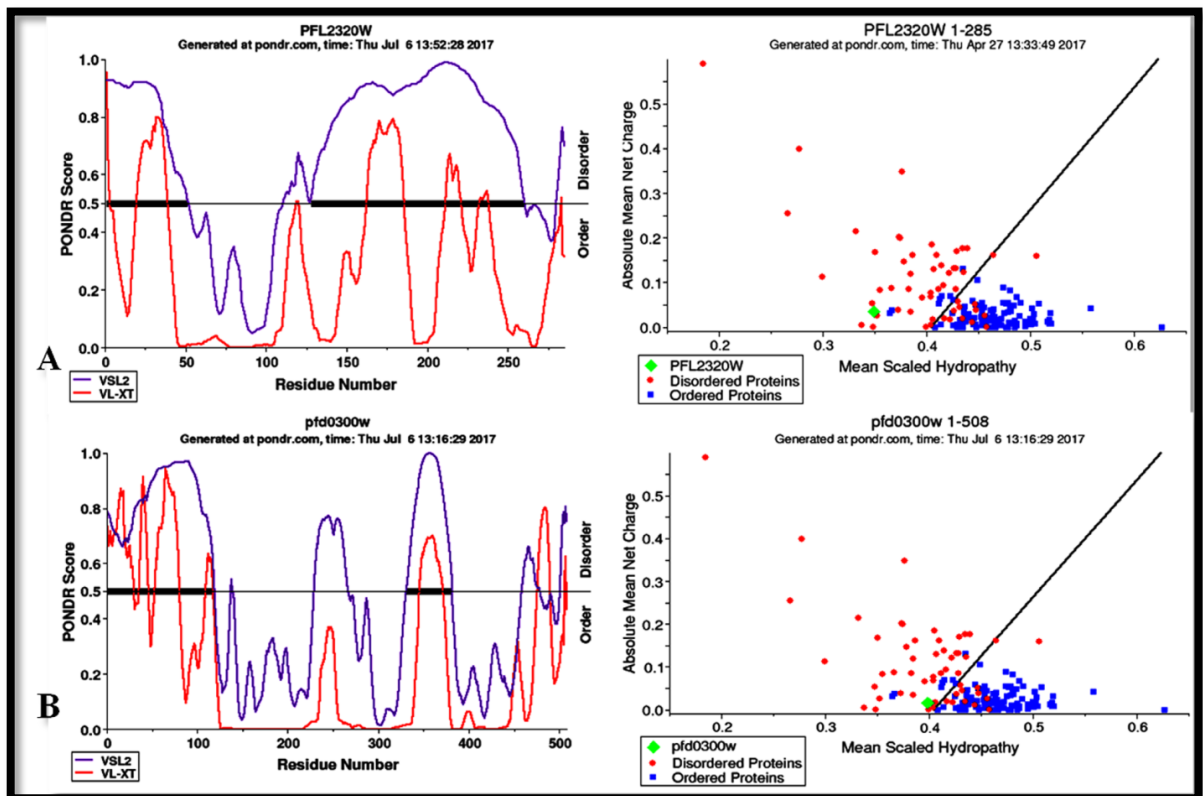 PFL2320W
Generated at pondr.com, time: Thu Jul 6 13:52:28 2017
1.0
0.8
0.6
0.5
0.4
0.2
0.0
PONDR Score
Disorder
Order
0 50 100 150 200 250
Residue Number
VSL2
VL-XT
A
PFL2320W 1-285
Generated at pondr.com, time: Thu Apr 27 13:33:49 2017
0.5
0.4
0.3
0.2
0.1
0.0
Absolute Mean Net Charge
0.2 0.3 0.4 0.5 0.6
Mean Scaled Hydropathy
PFL2320W
Disordered Proteins
Ordered Proteins
pfd0300w
Generated at pondr.com, time: Thu Jul 6 13:16:29 2017
1.0
0.8
0.6
0.5
0.4
0.2
0.0
PONDR Score
Disorder
Order
0 100 200 300 400 500
Residue Number
VSL2
VL-XT
B
pfd0300w 1-508
Generated at pondr.com, time: Thu Jul 6 13:16:29 2017
0.5
0.4
0.3
0.2
0.1
0.0
Absolute Mean Net Charge
0.2 0.3 0.4 0.5 0.6
Mean Scaled Hydropathy
pfd0300w
Disordered Proteins
Ordered Proteins